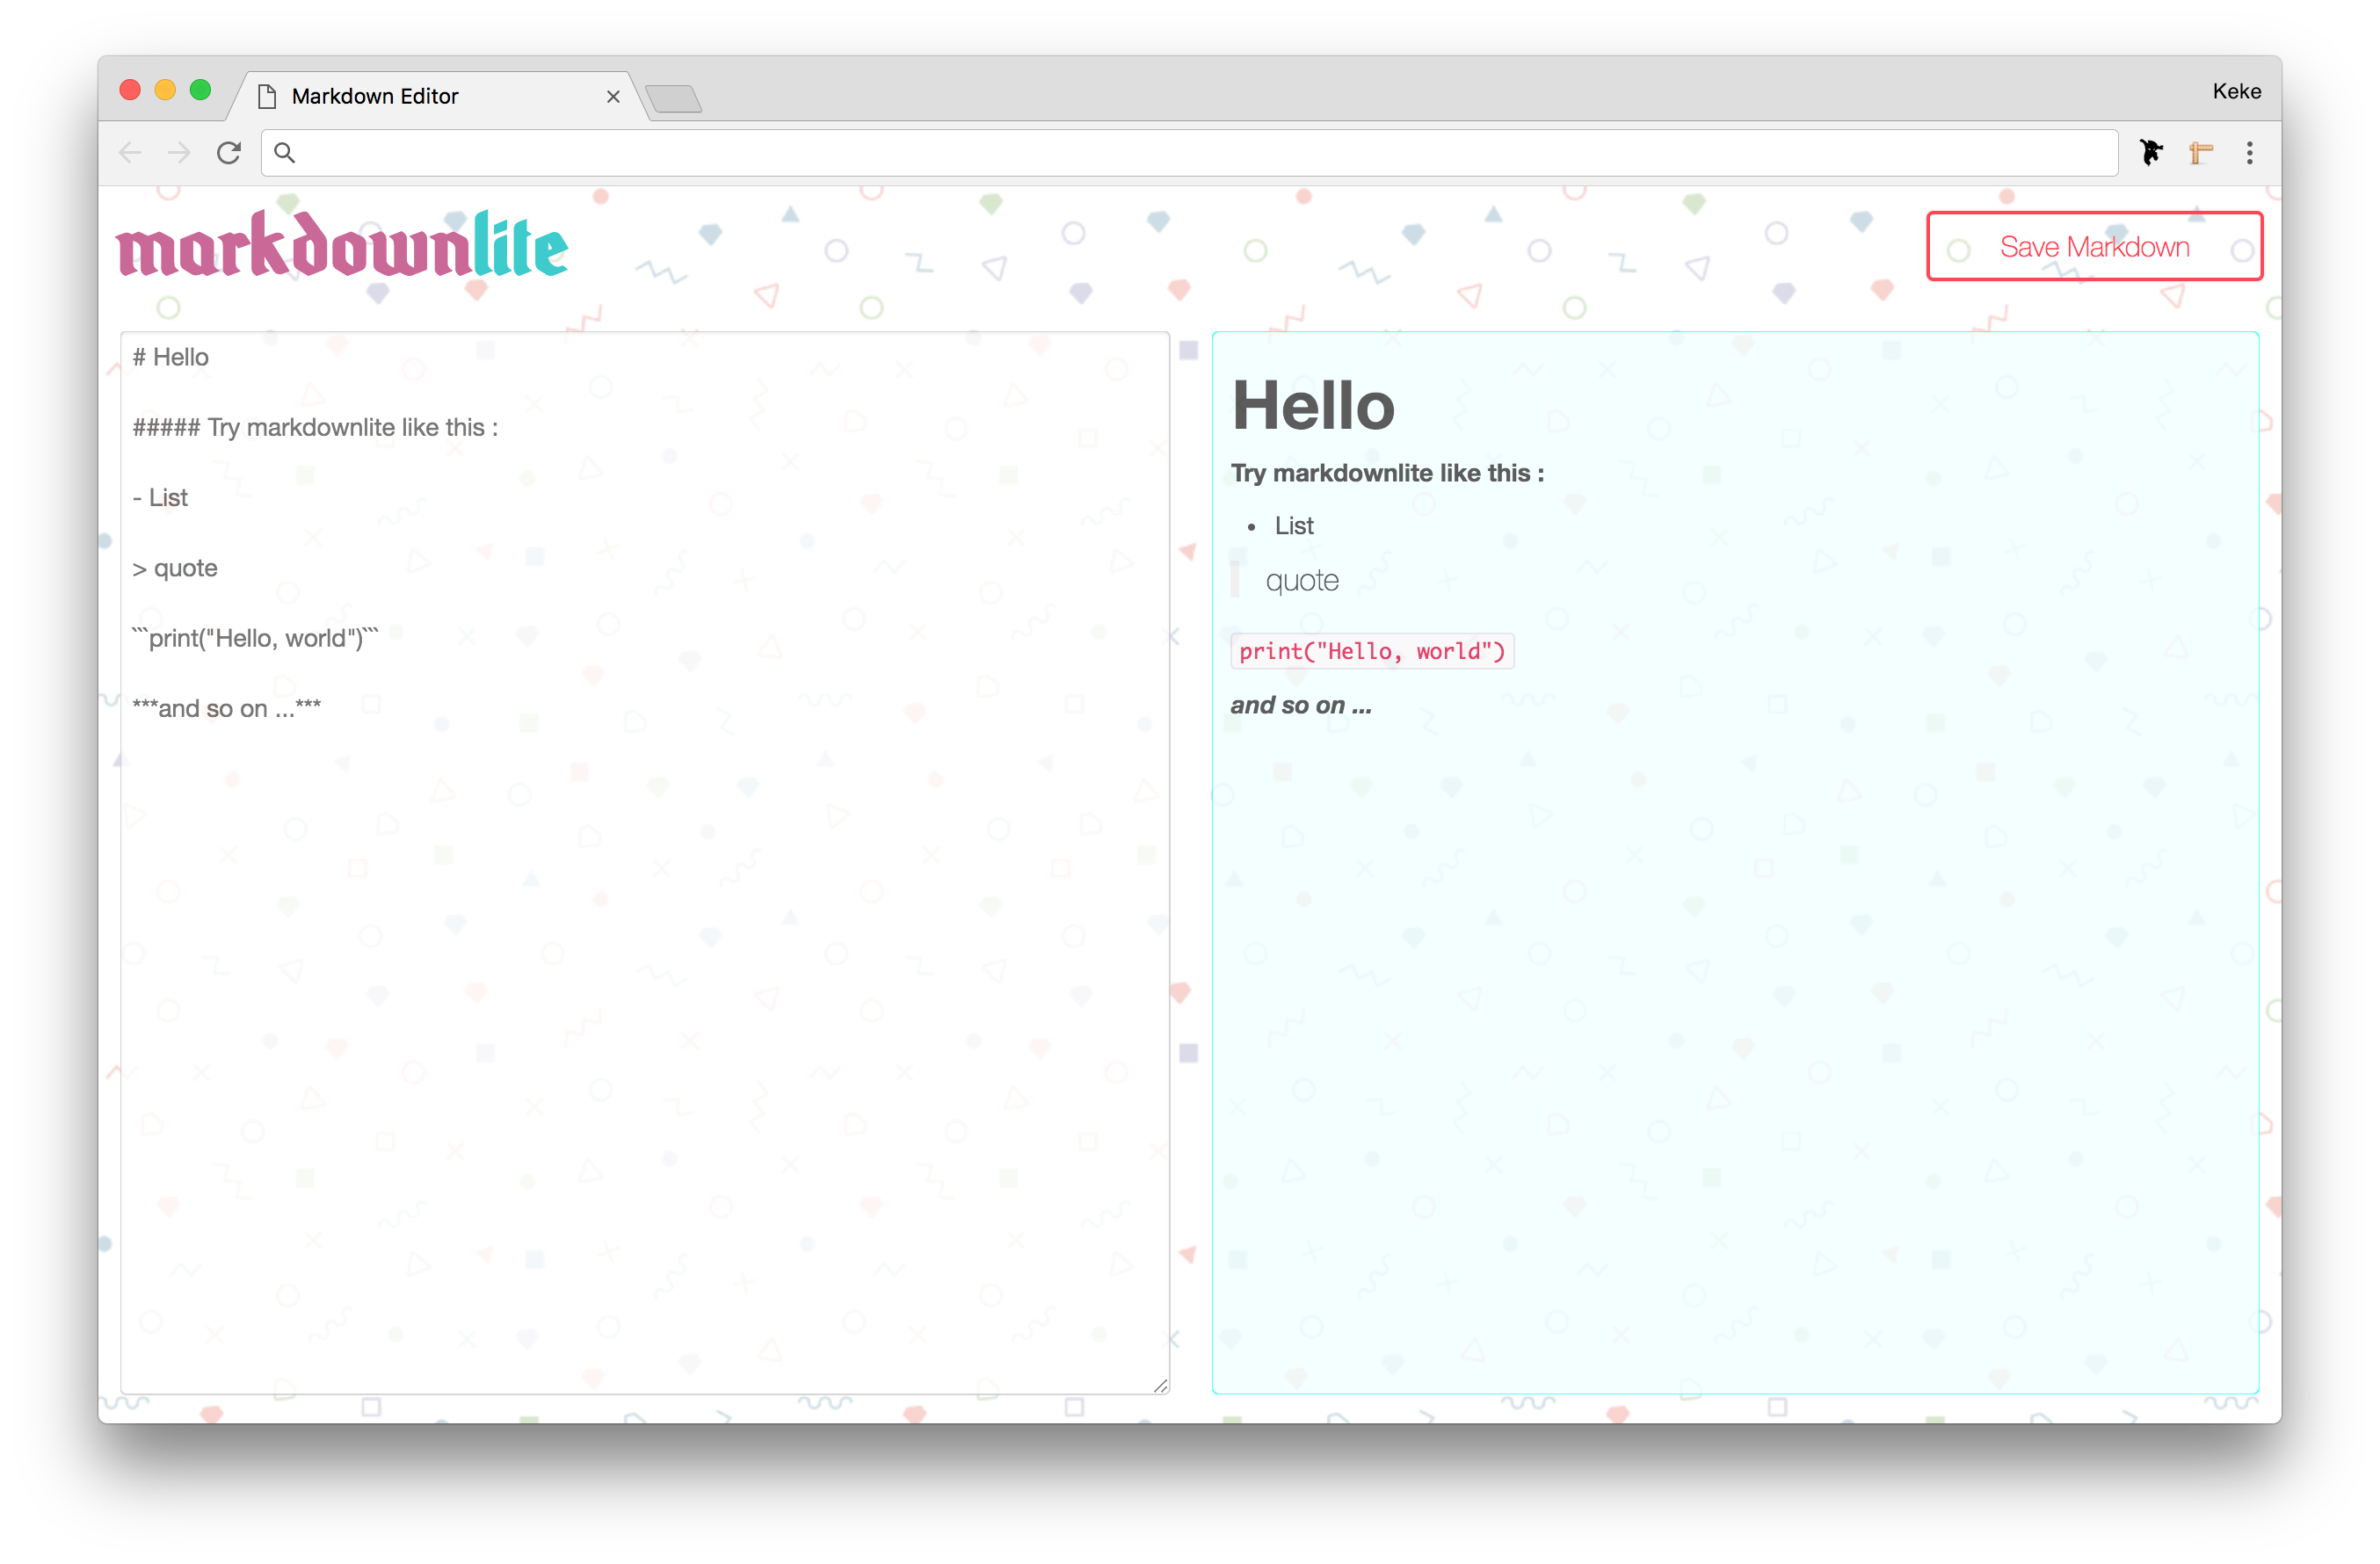 Markdown Editor
Keke
markdownlite
Save Markdown
# Hello
##### Try markdownlite like this :
- List
> quote
```print("Hello, world")```
***and so on ...***
Hello
Try markdownlite like this :
• List
quote
print("Hello, world")
and so on ...